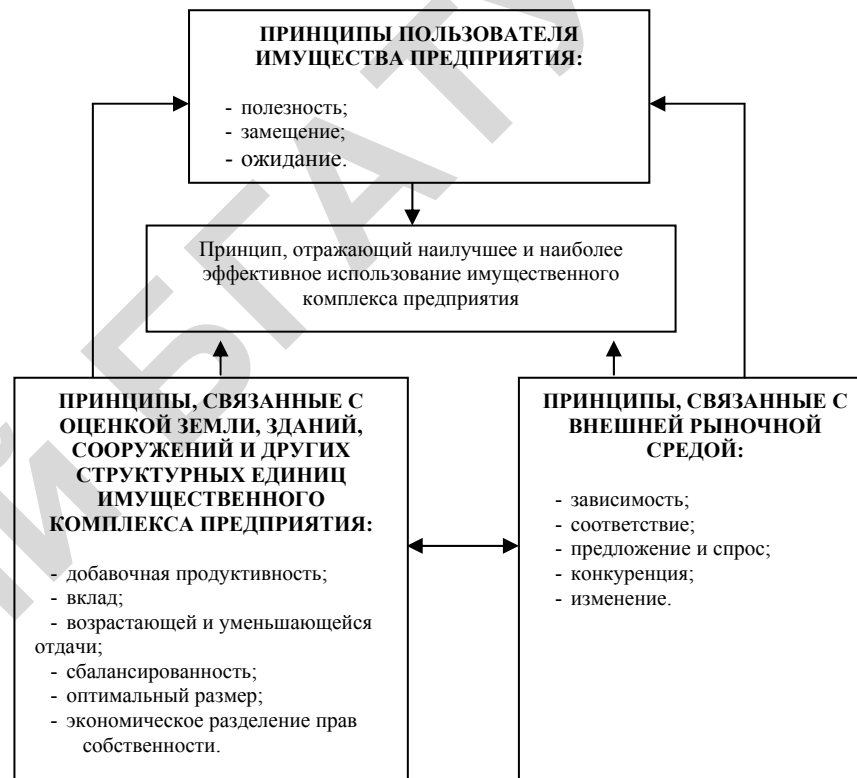 ПРИНЦИПЫ ПОЛЬЗОВАТЕЛЯ
ИМУЩЕСТВА ПРЕДПРИЯТИЯ:
- полезность;
- замещение;
- ожидание.
Принцип, отражающий наилучшее и наиболее
эффективное использование имущественного
комплекса предприятия
ПРИНЦИПЫ, СВЯЗАННЫЕ С
ОЦЕНКОЙ ЗЕМЛИ, ЗДАНИЙ,
СООРУЖЕНИЙ И ДРУГИХ
СТРУКТУРНЫХ ЕДИНИЦ
ИМУЩЕСТВЕННОГО
КОМПЛЕКСА ПРЕДПРИЯТИЯ:
- добавочная продуктивность;
- вклад;
- возрастающей и уменьшающейся
отдачи;
- сбалансированность;
- оптимальный размер;
- экономическое разделение прав
собственности.
ПРИНЦИПЫ, СВЯЗАННЫЕ С
ВНЕШНЕЙ РЫНОЧНОЙ
СРЕДОЙ:
- зависимость;
- соответствие;
- предложение и спрос;
- конкуренция;
- изменение.
БГАТУ